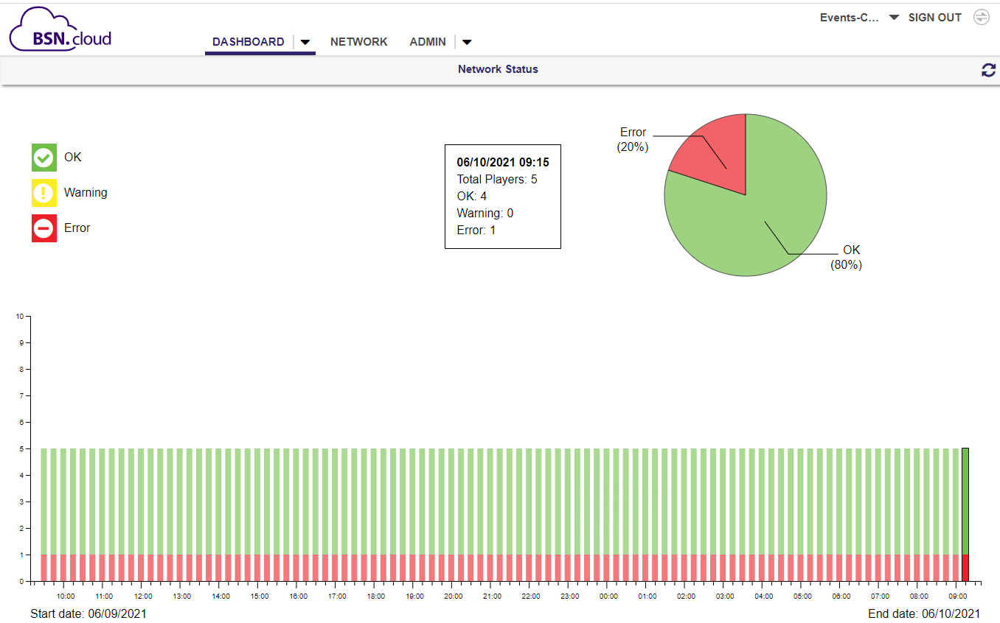 BSN.cloud
DASHBOARD
NETWORK
ADMIN
Events-C...
SIGN OUT
Network Status
OK
Warning
Error
06/10/2021 09:15
Total Players: 5
OK: 4
Warning: 0
Error: 1
Error
(20%)
OK
(80%)
10
9
8
7
6
5
4
3
2
1
0
10:00 11:00 12:00 13:00 14:00 15:00 16:00 17:00 18:00 19:00 20:00 21:00 22:00 23:00 00:00 01:00 02:00 03:00 04:00 05:00 06:00 07:00 08:00 09:00
Start date: 06/09/2021
End date: 06/10/2021